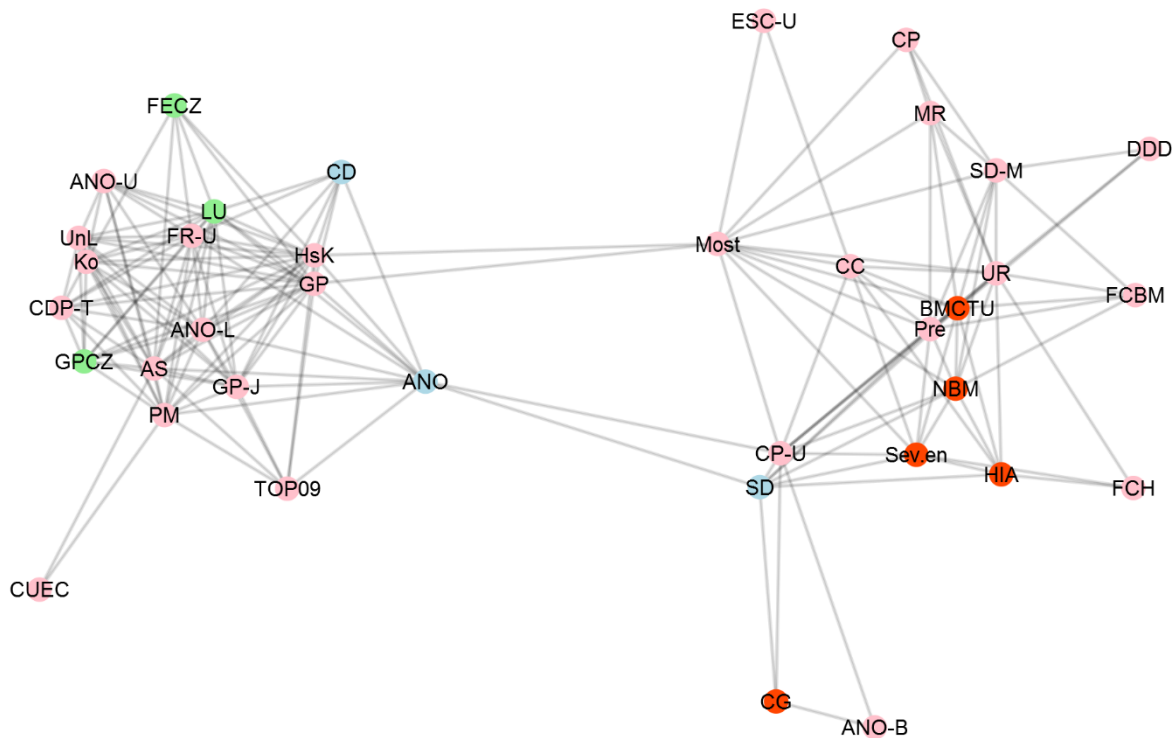 ESC-U
CP
FECZ
MR
DDD
CD
SD-M
ANO-U
LU
UnL
FR-U
Most
HsK
Ko
CC
UR
GP
FCBM
CDP-T
BMCTU
ANO-L
Pre
GPCZ
AS
GP-J
ANO
NBM
PM
CP-U
Sev.en
HIA
TOP09
SD
FCH
CUEC
CG
ANO-B